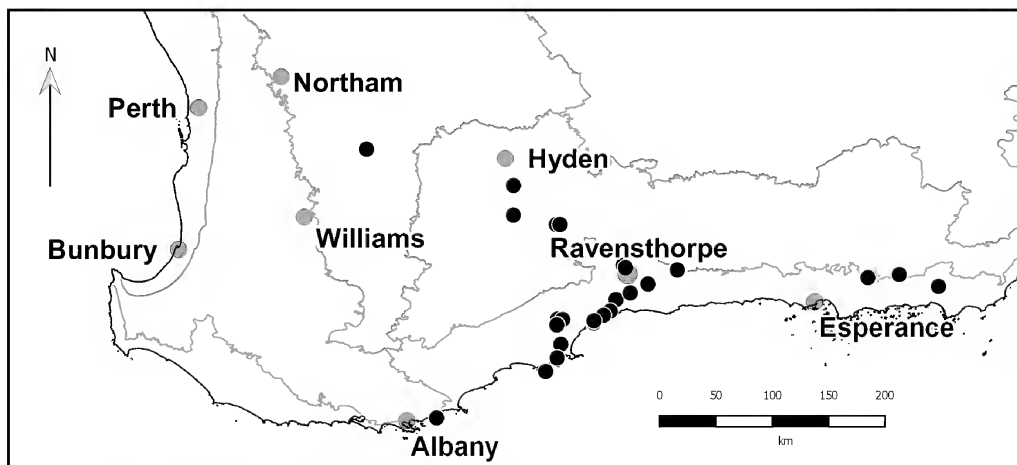 N
Northam
Perth
Hyden
Williams
Bunbury
Ravensthorpe
Esperance
Albany
0 50 100 150 200
km